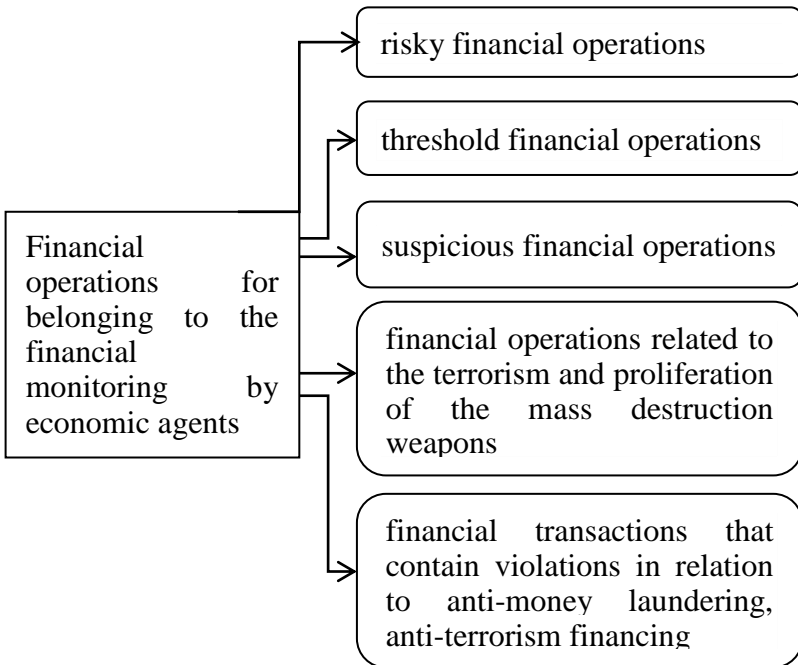 Financial
operations for
belonging to the
financial
monitoring by
economic agents
risky financial operations
threshold financial operations
suspicious financial operations
financial operations related to
the terrorism and proliferation
of the mass destruction
weapons
financial transactions that
contain violations in relation
to anti-money laundering,
anti-terrorism financing